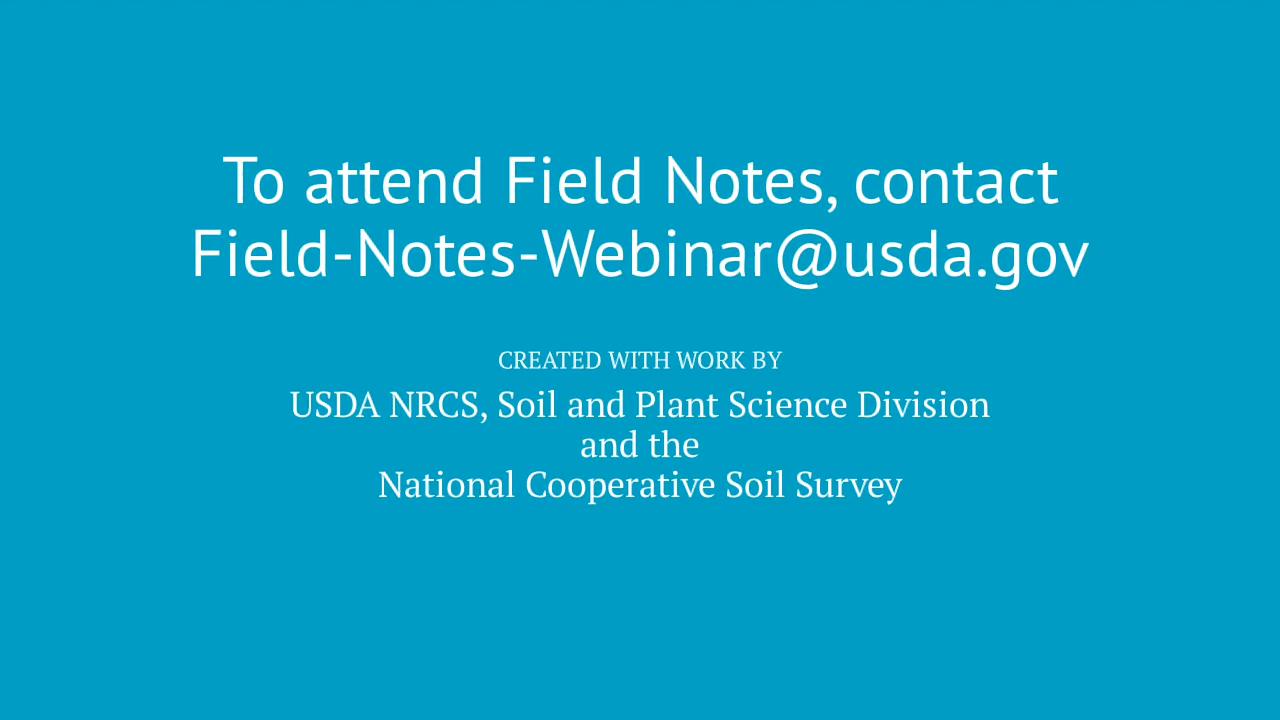 To attend Field Notes, contact
Field-Notes-Webinar@usda.gov
CREATED WITH WORK BY
USDA NRCS, Soil and Plant Science Division
and the
National Cooperative Soil Survey